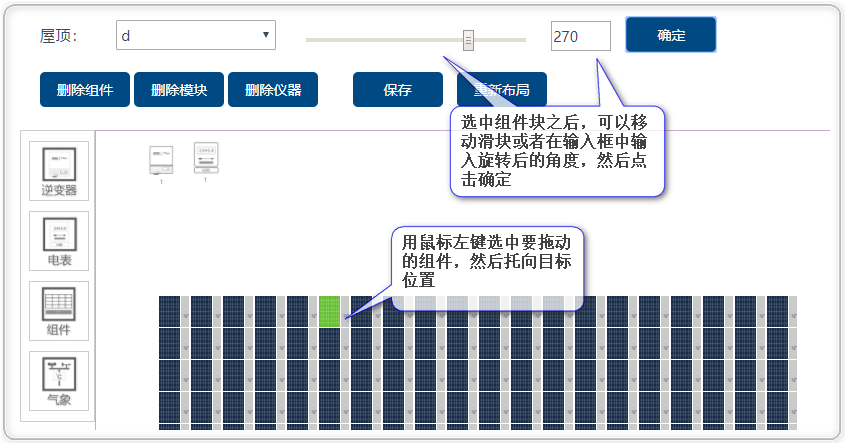 屋顶：
d
270
确定
删除组件
删除模块
删除仪器
保存
重新布局
选中组件块之后，可以移
动滑块或者在输入框中输
入旋转后的角度，然后点
击确定
逆变器
电表
组件
℃
气象
1
1
用鼠标左键选中要拖动
的组件，然后托向目标
位置